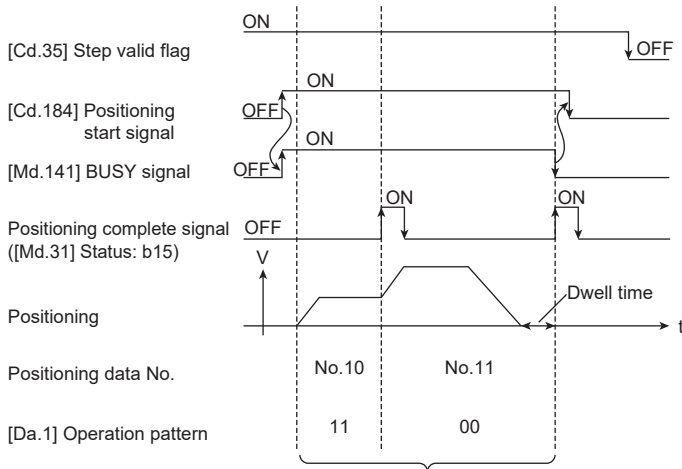 ON
[Cd.35] Step valid flag
OFF
ON
[Cd.184] Positioning
start signal
OFF
ON
[Md.141] BUSY signal
OFF
ON
ON
Positioning complete signal
([Md.31] Status: b15)
OFF
V
Dwell time
Positioning
t
Positioning data No.
No.10
No.11
[Da.1] Operation pattern
11
00